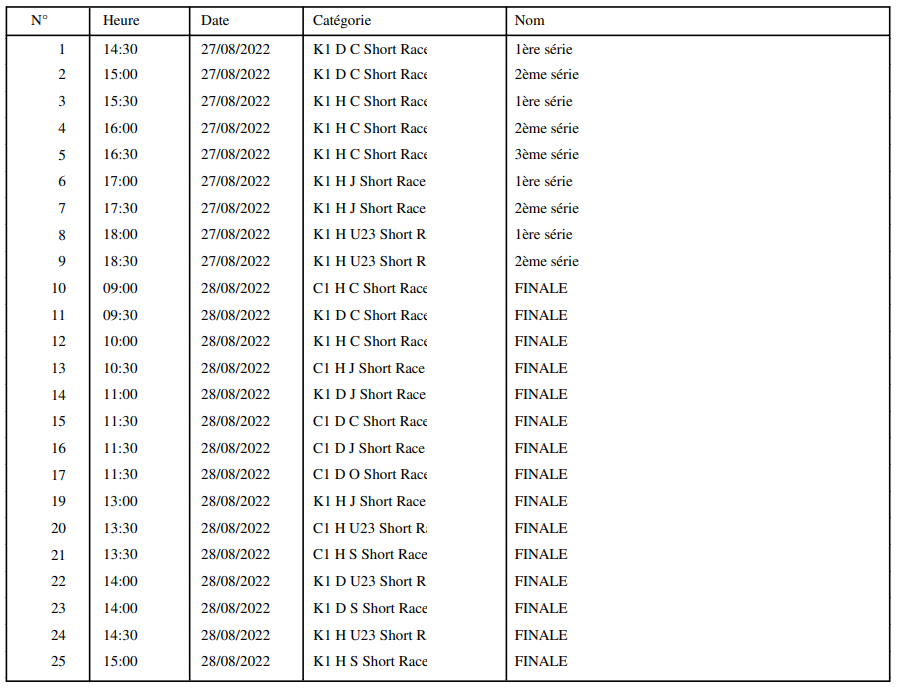 N° Heure Date Catégorie Nom
1 14:30 27/08/2022 K1 D C Short Race 1ère série
2 15:00 27/08/2022 K1 D C Short Race 2ème série
3 15:30 27/08/2022 K1 H C Short Race 1ère série
4 16:00 27/08/2022 K1 H C Short Race 2ème série
5 16:30 27/08/2022 K1 H C Short Race 3ème série
6 17:00 27/08/2022 K1 H J Short Race 1ère série
7 17:30 27/08/2022 K1 H J Short Race 2ème série
8 18:00 27/08/2022 K1 H U23 Short R 1ère série
9 18:30 27/08/2022 K1 H U23 Short R 2ème série
10 09:00 28/08/2022 C1 H C Short Race FINALE
11 09:30 28/08/2022 K1 D C Short Race FINALE
12 10:00 28/08/2022 K1 H C Short Race FINALE
13 10:30 28/08/2022 C1 H J Short Race FINALE
14 11:00 28/08/2022 K1 D J Short Race FINALE
15 11:30 28/08/2022 C1 D C Short Race FINALE
16 11:30 28/08/2022 C1 D J Short Race FINALE
17 11:30 28/08/2022 C1 D O Short Race FINALE
19 13:00 28/08/2022 K1 H J Short Race FINALE
20 13:30 28/08/2022 C1 H U23 Short Ra FINALE
21 13:30 28/08/2022 C1 H S Short Race FINALE
22 14:00 28/08/2022 K1 D U23 Short R FINALE
23 14:00 28/08/2022 K1 D S Short Race FINALE
24 14:30 28/08/2022 K1 H U23 Short R FINALE
25 15:00 28/08/2022 K1 H S Short Race FINALE